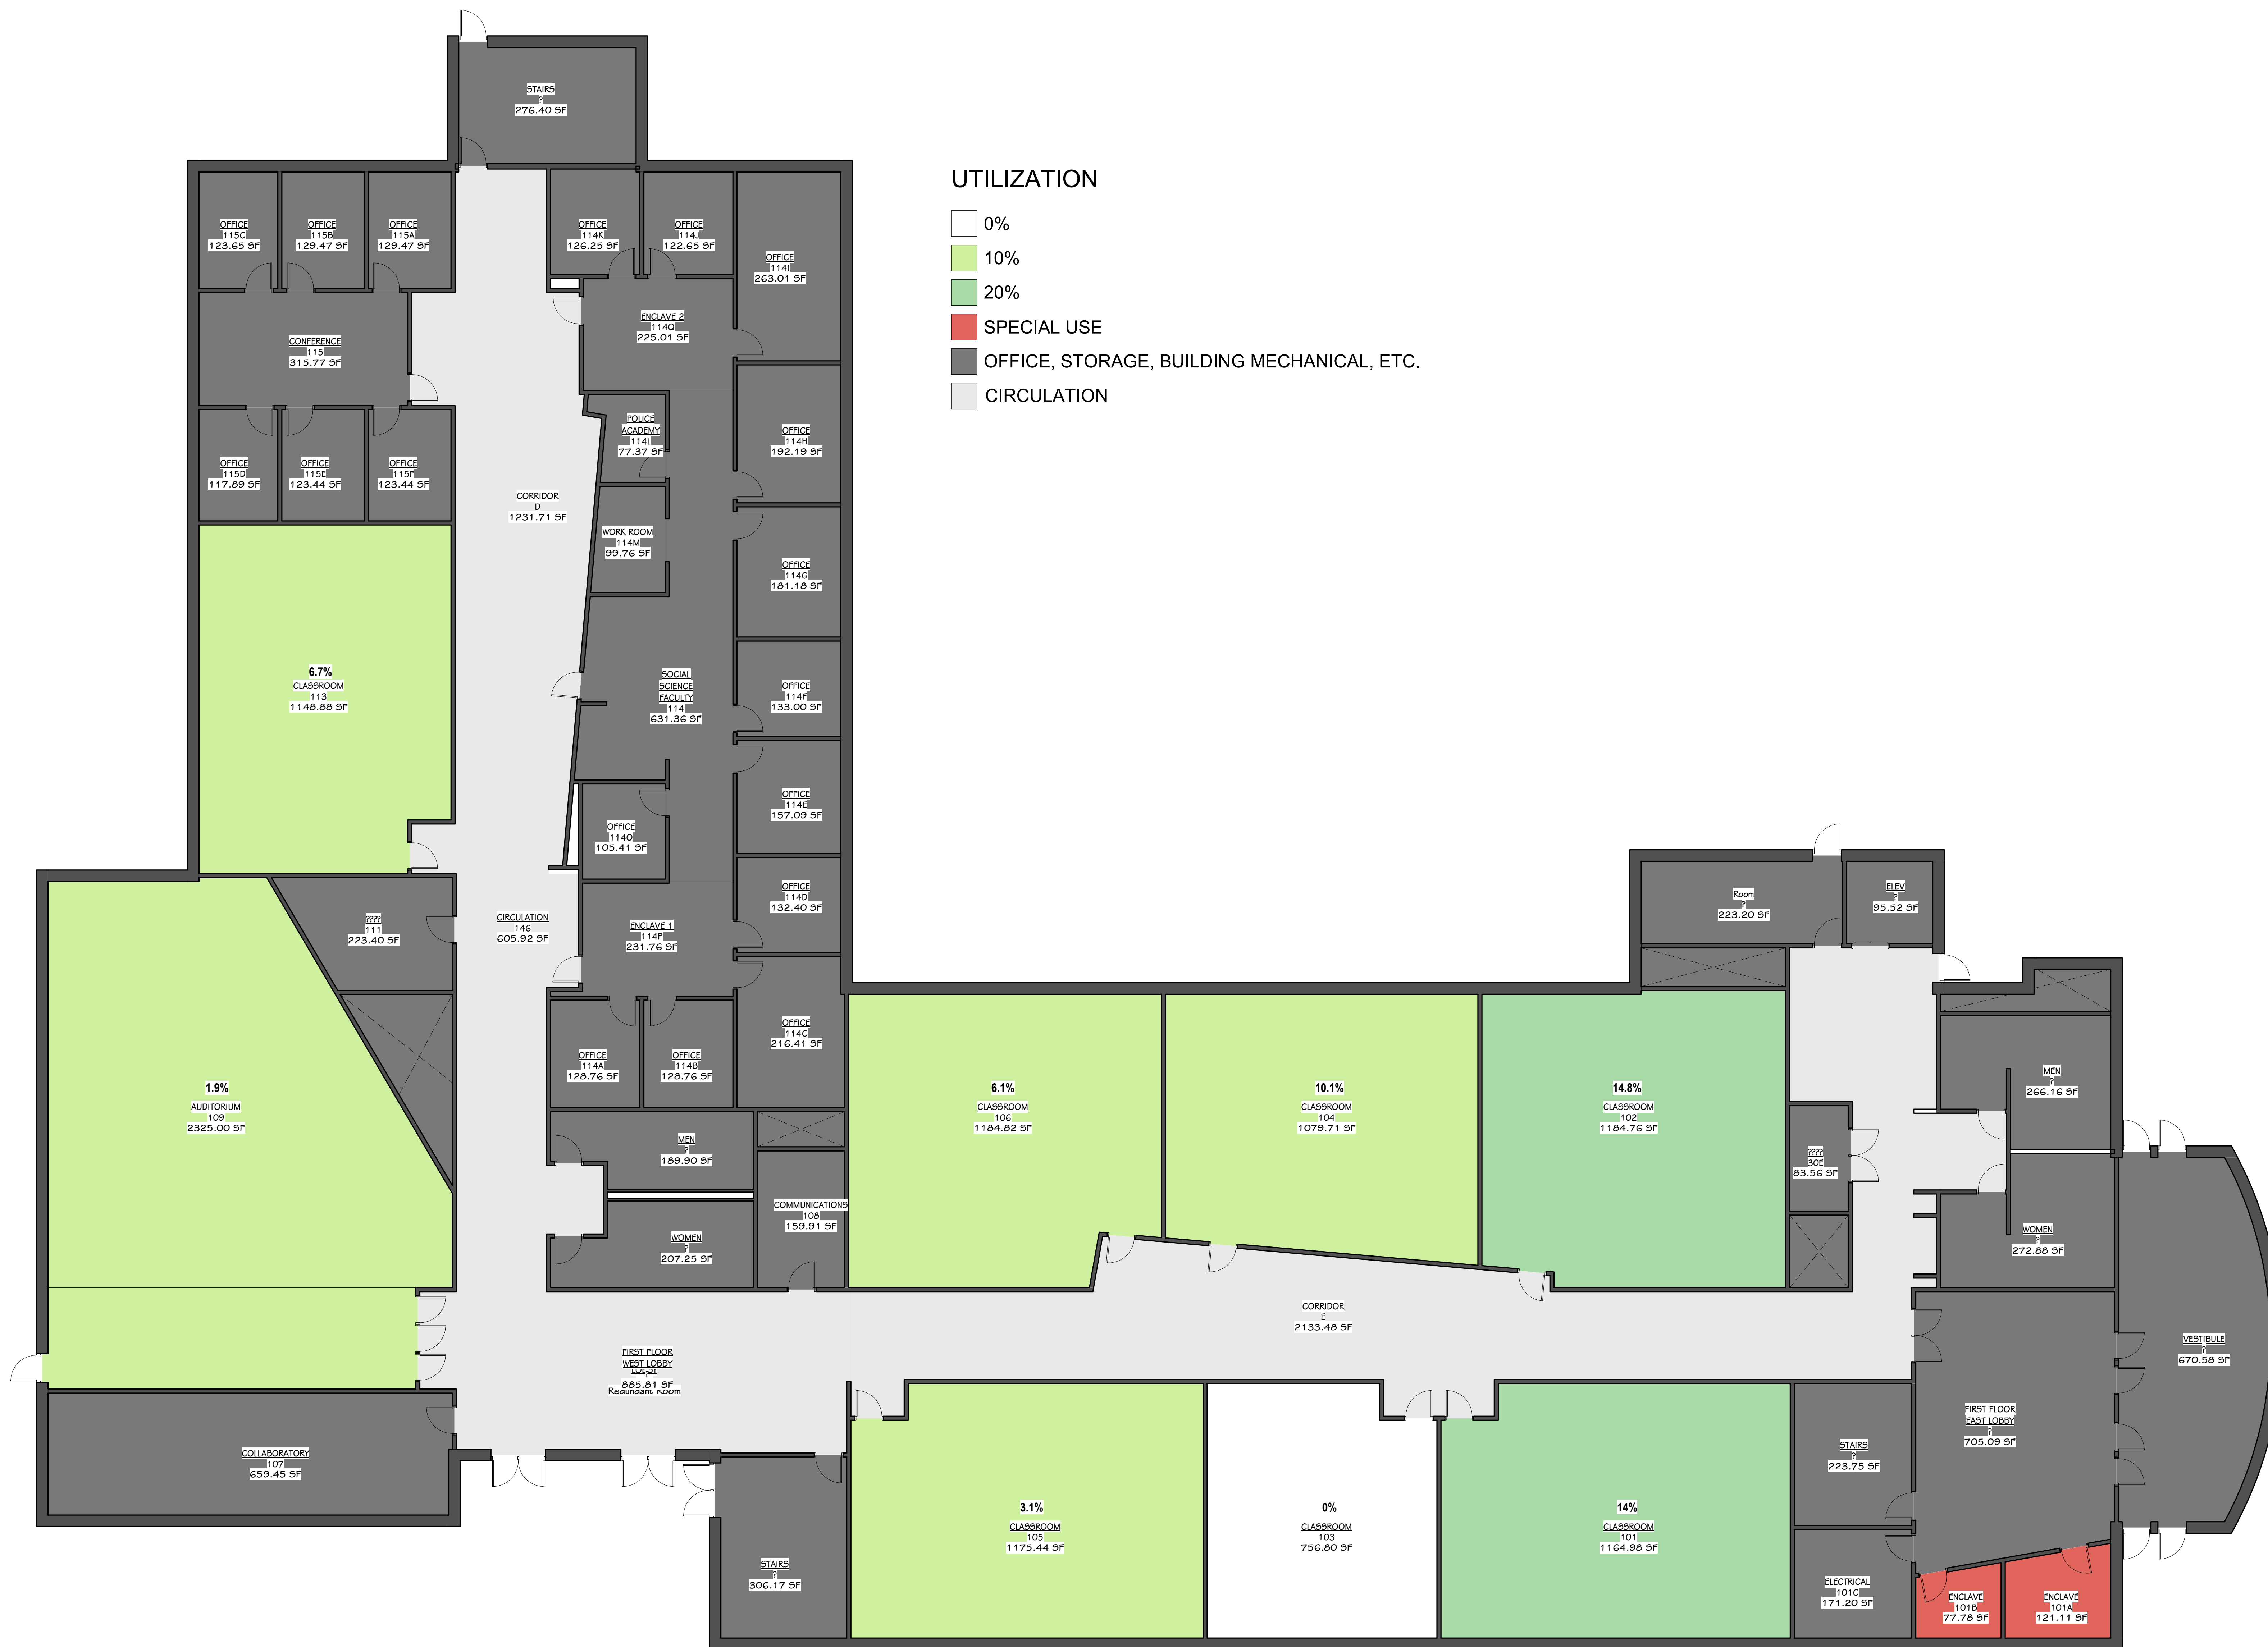 STAIRS
?
276.40 SF
UTILIZATION
0%
10%
20%
SPECIAL USE
OFFICE, STORAGE, BUILDING MECHANICAL, ETC.
CIRCULATION
OFFICE
115C
123.65 SF
OFFICE
115B
129.47 SF
OFFICE
115A
129.47 SF
OFFICE
114K
126.25 SF
OFFICE
114J
122.65 SF
OFFICE
114I
263.01 SF
CONFERENCE
115
315.77 SF
ENCLAVE 2
114Q
225.01 SF
POLICE
ACADEMY
114L
77.37 SF
OFFICE
114H
192.19 SF
OFFICE
115D
117.89 SF
OFFICE
115E
123.44 SF
OFFICE
115F
123.44 SF
CORRIDOR
D
1231.71 SF
WORK ROOM
114M
99.76 SF
OFFICE
114G
181.18 SF
6.7%
CLASSROOM
113
1148.88 SF
SOCIAL
SCIENCE
FACULTY
114
631.36 SF
OFFICE
114F
133.00 SF
OFFICE
114E
157.09 SF
OFFICE
114O
105.41 SF
OFFICE
114D
132.40 SF
????
111
223.40 SF
CIRCULATION
146
605.92 SF
ENCLAVE 1
114P
231.76 SF
Room
?
223.20 SF
ELEV
?
95.52 SF
OFFICE
114C
216.41 SF
OFFICE
114A
128.76 SF
OFFICE
114B
128.76 SF
1.9%
AUDITORIUM
109
2325.00 SF
6.1%
CLASSROOM
106
1184.82 SF
10.1%
CLASSROOM
104
1079.71 SF
14.8%
CLASSROOM
102
1184.76 SF
MEN
?
266.16 SF
MEN
?
189.90 SF
????
30E
83.56 SF
COMMUNICATIONS
108
159.91 SF
WOMEN
?
207.25 SF
WOMEN
?
272.88 SF
CORRIDOR
E
2133.48 SF
FIRST FLOOR
WEST LOBBY
885.81 SF
Redundant Room
VESTIBULE
?
670.58 SF
FIRST FLOOR
EAST LOBBY
?
705.09 SF
COLLABORATORY
107
659.45 SF
STAIRS
?
223.75 SF
3.1%
CLASSROOM
105
1175.44 SF
0%
CLASSROOM
103
756.80 SF
14%
CLASSROOM
101
1164.98 SF
STAIRS
?
306.17 SF
ELECTRICAL
101C
171.20 SF
ENCLAVE
101B
77.78 SF
ENCLAVE
101A
121.11 SF